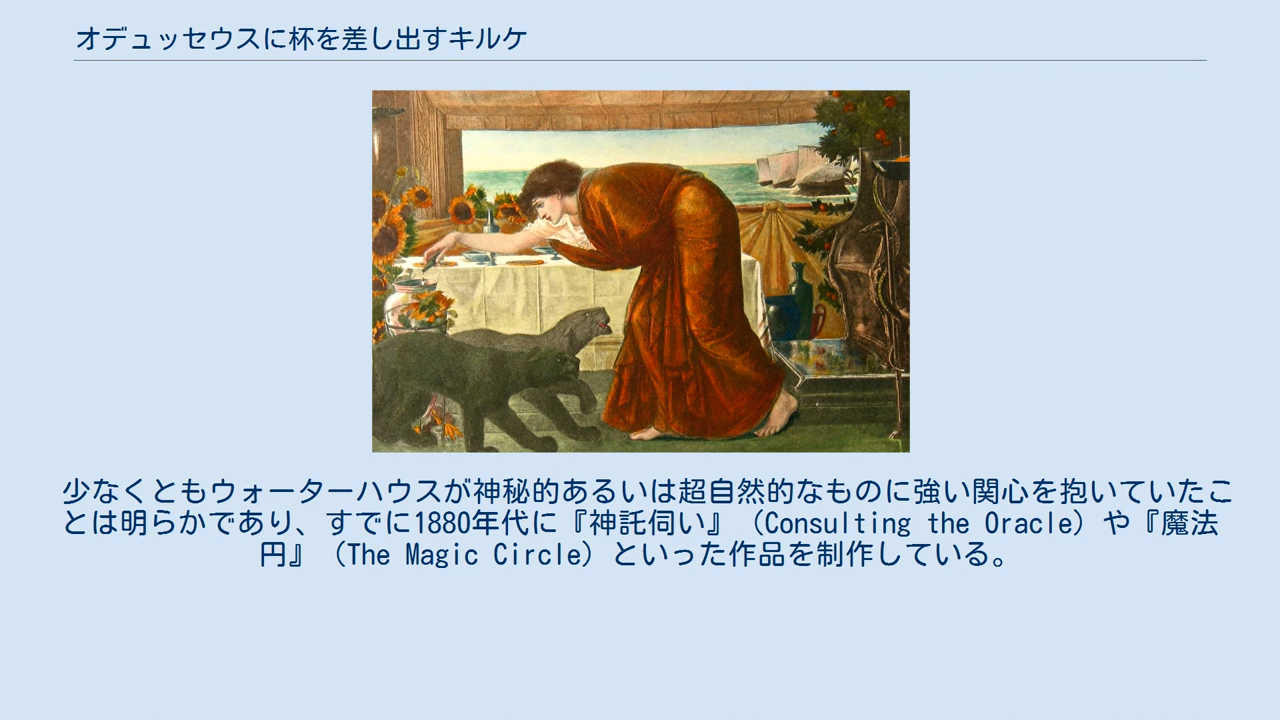 オデュッセウスに杯を差し出すキルケ
少なくともウォーターハウスが神秘的あるいは超自然的なものに強い関心を抱いていたこ
とは明らかであり、すでに1880年代に『神託伺い』（Consulting the Oracle）や『魔法
円』（The Magic Circle）といった作品を制作している。